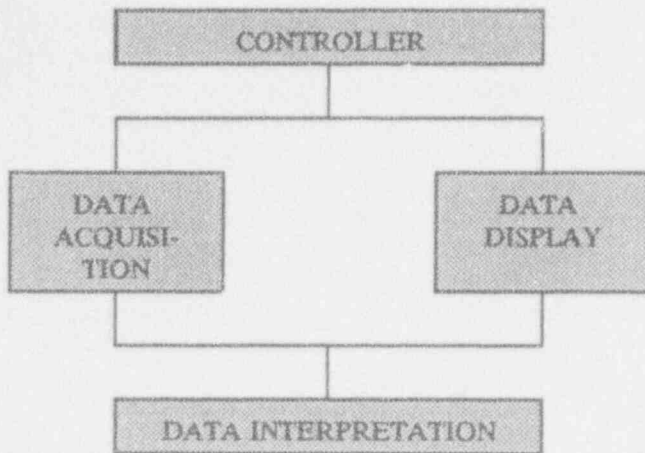 CONTROLLER
DATA
ACQUISI-
TION
DATA
DISPLAY
DATA INTERPRETATION